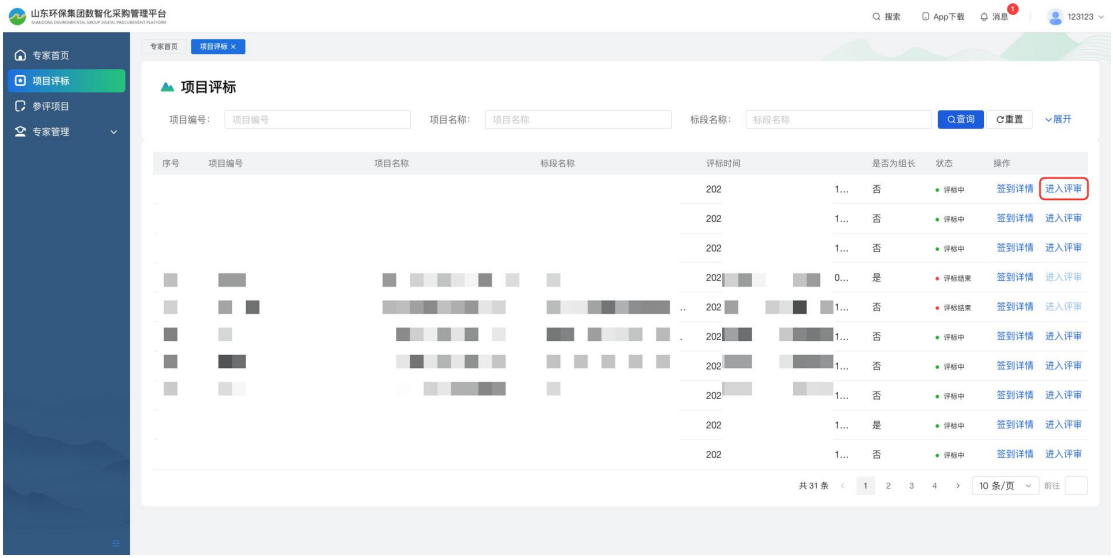 山东环保集团数智化采购管理平台
SHANDONG ENVIRONMENTAL GROUP DIGITAL PROCUREMENT PLATFORM
搜索 App下载 消息 1 123123
专家首页
项目评标
参评项目
专家管理
专家首页 项目评标 ×
项目评标
项目编号： 项目编号 项目名称： 项目名称 标段名称： 标段名称 查询 重置 展开
序号 项目编号 项目名称 标段名称 评标时间 是否为组长 状态 操作
202 1... 否 评标中 签到详情 进入评审
202 1... 否 评标中 签到详情 进入评审
202 1... 否 评标中 签到详情 进入评审
202 0... 是 评标结束 签到详情 进入评审
202 1... 否 评标结束 签到详情 进入评审
202 1... 否 评标中 签到详情 进入评审
202 1... 否 评标中 签到详情 进入评审
202 1... 否 评标中 签到详情 进入评审
202 1... 是 评标中 签到详情 进入评审
202 1... 否 评标中 签到详情 进入评审
共 31 条 < 1 2 3 4 > 10 条/页 前往